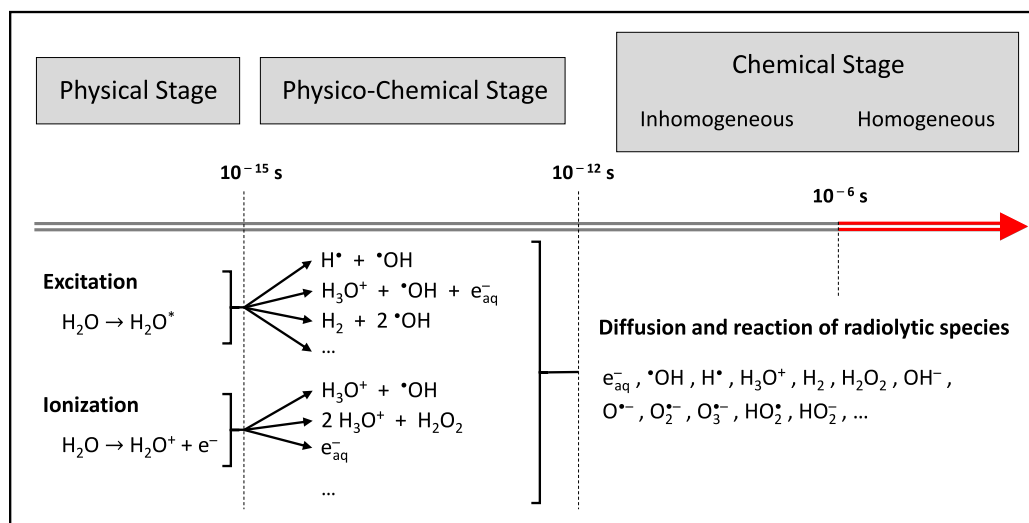 Physical Stage
Physico-Chemical Stage
Chemical Stage
Inhomogeneous Homogeneous
10⁻¹⁵ s
10⁻¹² s
10⁻⁶ s
Excitation
H₂O → H₂O*
H• + •OH
H₃O⁺ + •OH + e⁻aq
H₂ + 2 •OH
...
Ionization
H₂O → H₂O⁺ + e⁻
H₃O⁺ + •OH
2 H₃O⁺ + H₂O₂
e⁻aq
...
Diffusion and reaction of radiolytic species
e⁻aq , •OH , H• , H₃O⁺ , H₂ , H₂O₂ , OH⁻ ,
O•⁻ , O₂•⁻ , O₃•⁻ , HO₂• , HO₂⁻ , ...